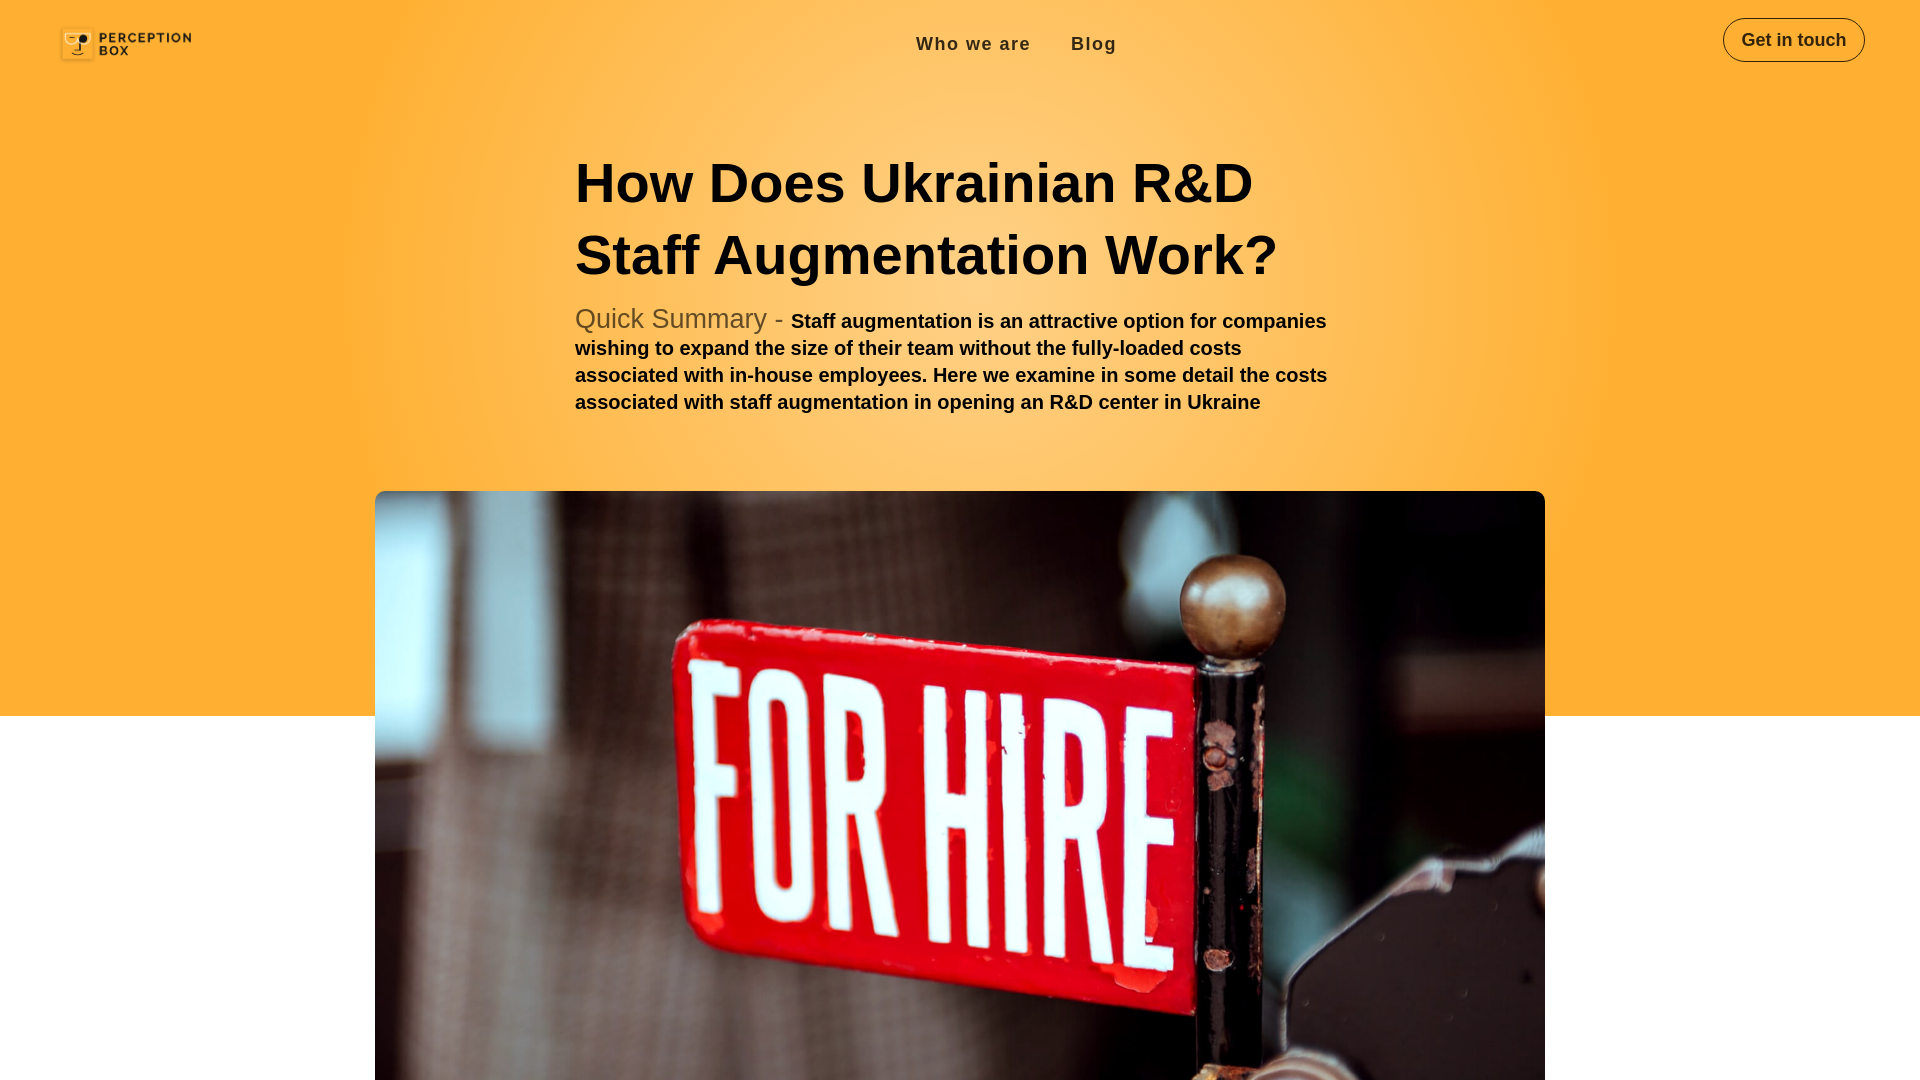 PERCEPTION
BOX
Who we are
Blog
Get in touch
How Does Ukrainian R&D
Staff Augmentation Work?
Quick Summary - Staff augmentation is an attractive option for companies
wishing to expand the size of their team without the fully-loaded costs
associated with in-house employees. Here we examine in some detail the costs
associated with staff augmentation in opening an R&D center in Ukraine
FOR HIRE